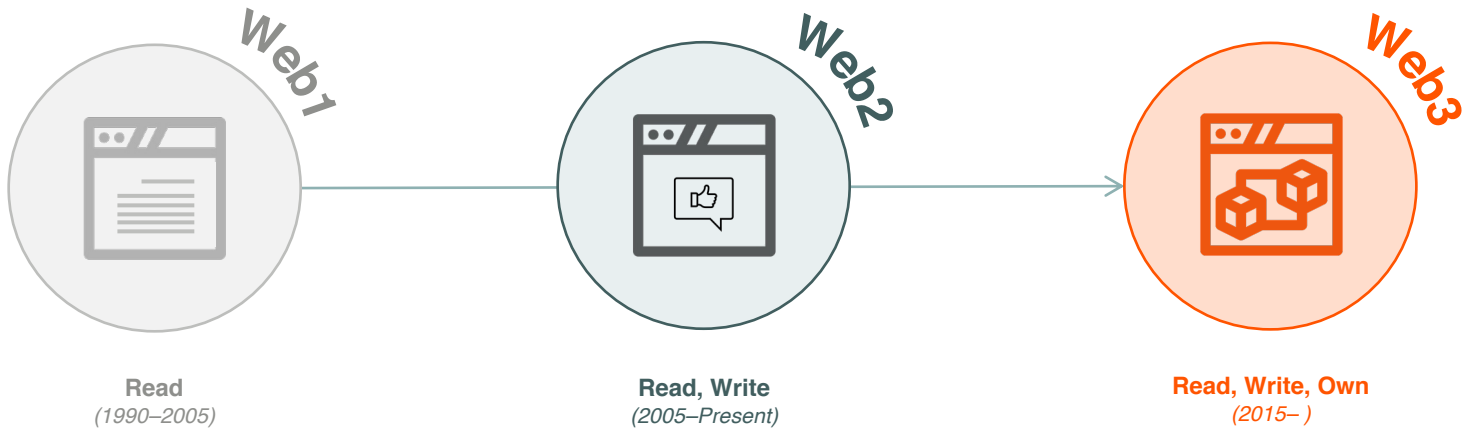 Web1
Web2
Web3
Read
(1990–2005)
Read, Write
(2005–Present)
Read, Write, Own
(2015– )